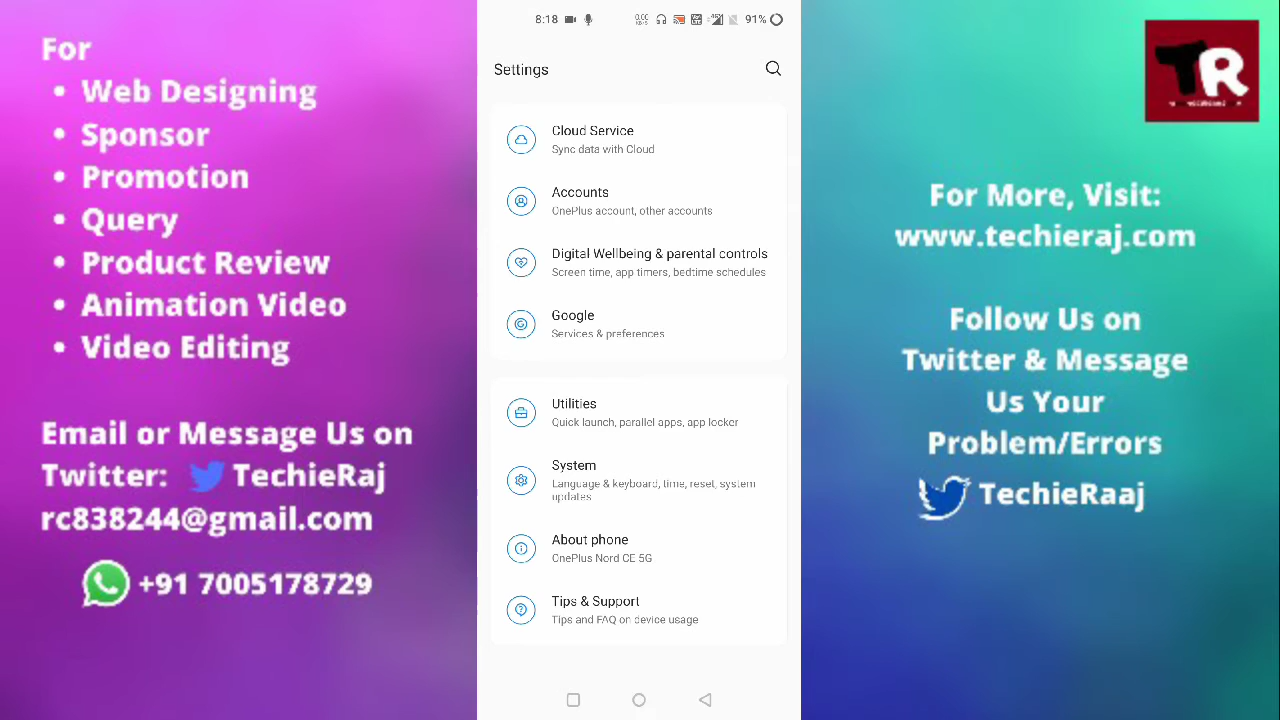 For
• Web Designing
• Sponsor
• Promotion
• Query
• Product Review
• Animation Video
• Video Editing
Email or Message Us on
Twitter: TechieRaj
rc838244@gmail.com
+91 7005178729
8:18
0.00
KB/S
91%
Settings
Cloud Service
Sync data with Cloud
Accounts
OnePlus account, other accounts
Digital Wellbeing & parental controls
Screen time, app timers, bedtime schedules
Google
Services & preferences
Utilities
Quick launch, parallel apps, app locker
System
Language & keyboard, time, reset, system
updates
About phone
OnePlus Nord CE 5G
Tips & Support
Tips and FAQ on device usage
TR
For More, Visit:
www.techieraj.com
Follow Us on
Twitter & Message
Us Your
Problem/Errors
TechieRaaj